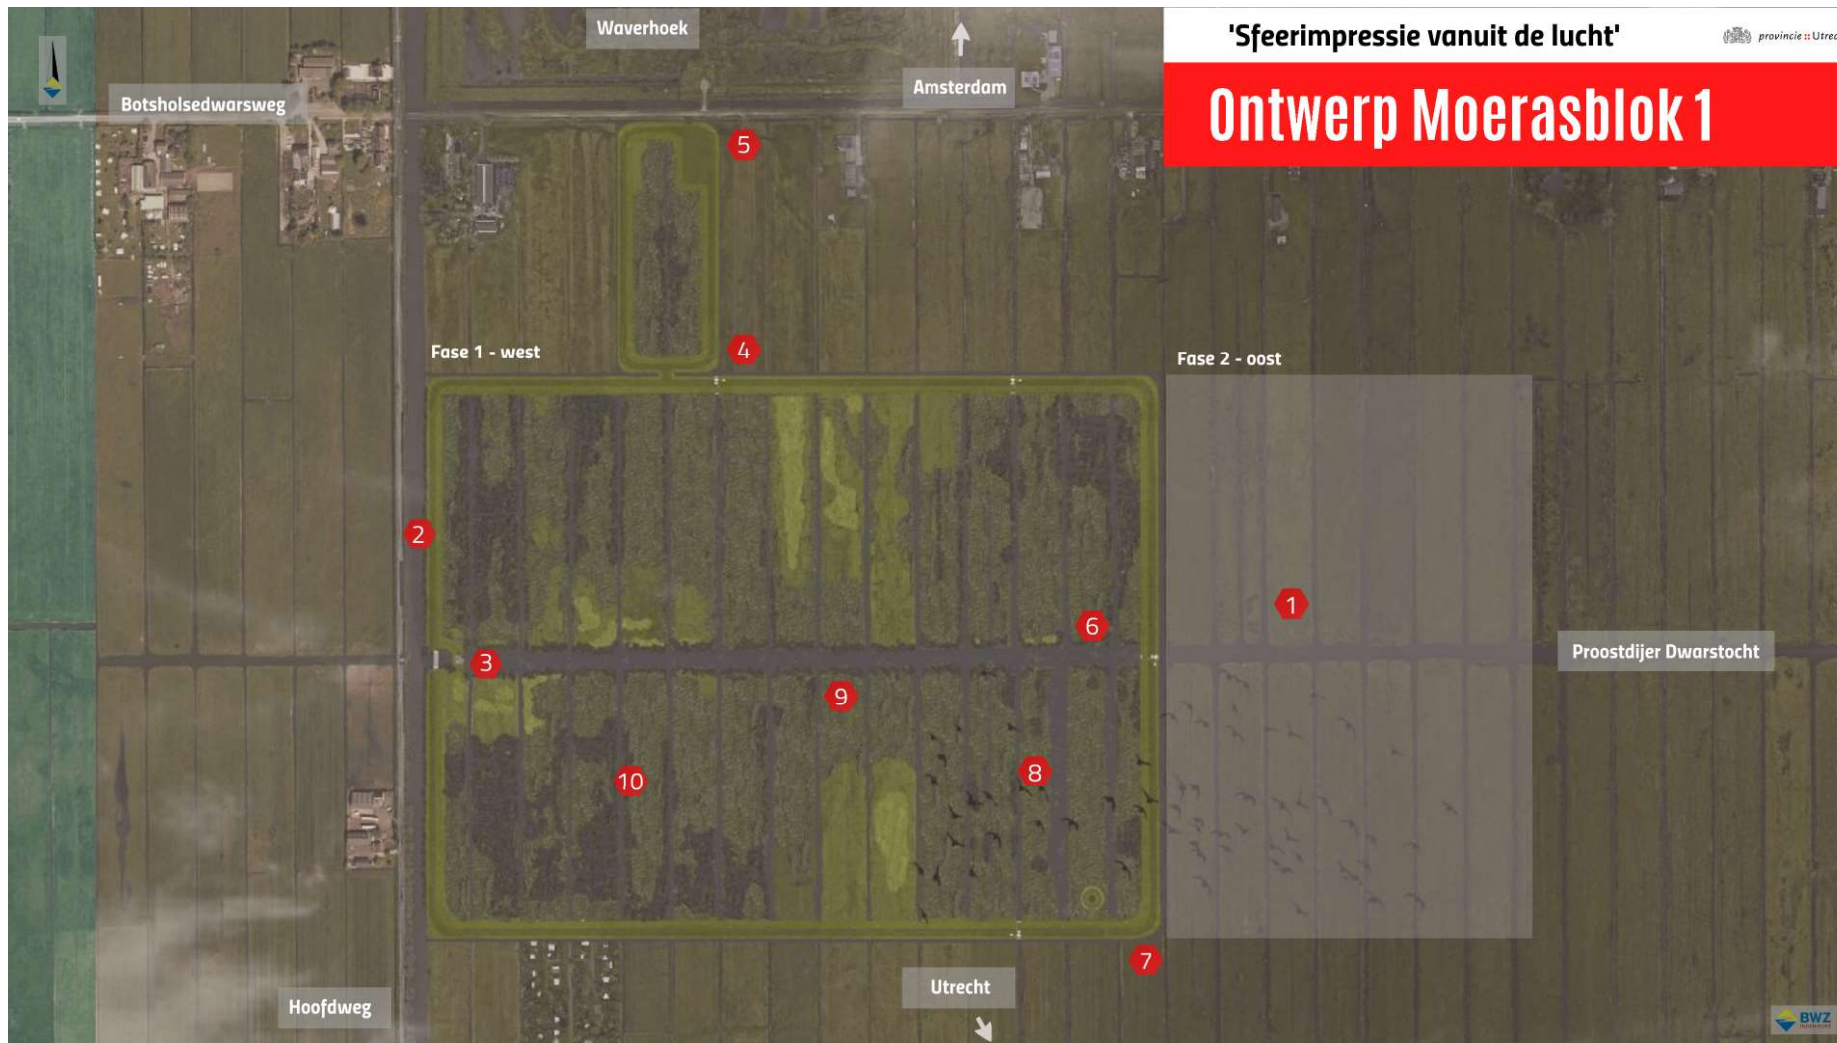 Waverhoek
'Sfeerimpressie vanuit de lucht'
provincie :: Utrec
Amsterdam
Botsholsedwarsweg
Ontwerp Moerasblok 1
5
4
Fase 1 - west
Fase 2 - oost
2
1
6
3
Proostdijer Dwarstocht
9
8
10
7
Utrecht
Hoofdweg
BWZ
INGENIEURS